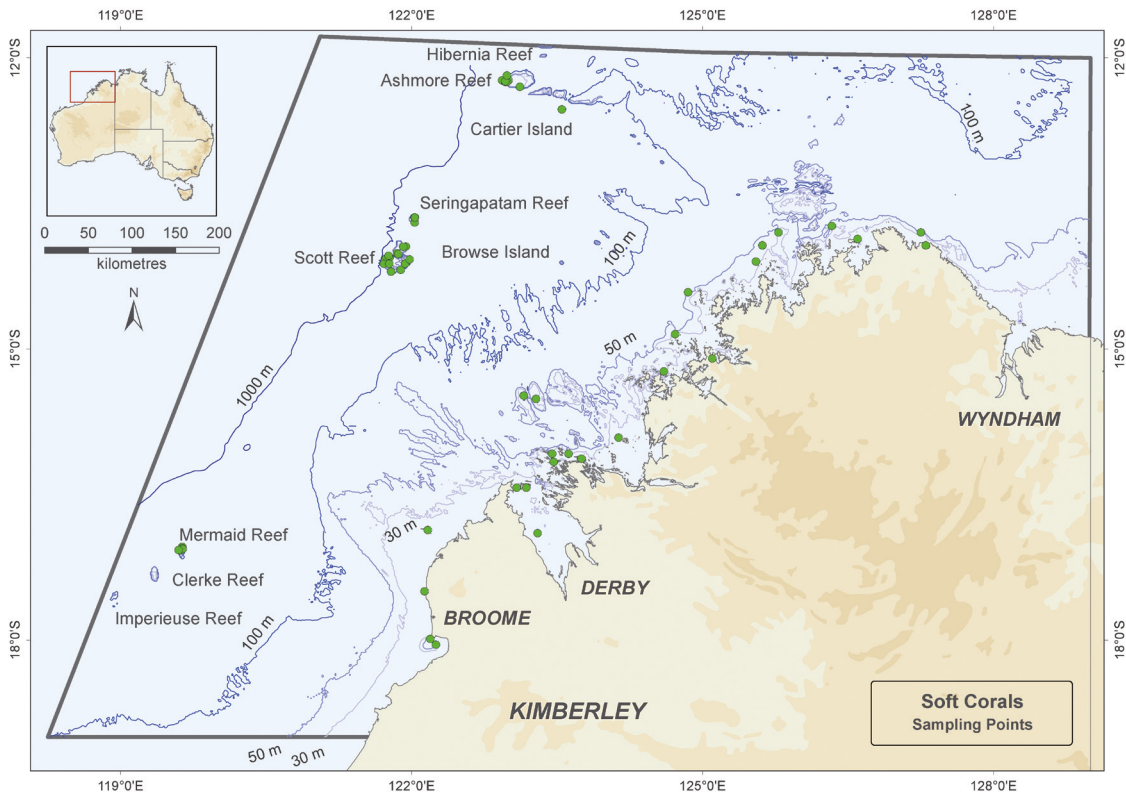 119°0'E
122°0'E
125°0'E
128°0'E
12°0'S
12°0'S
Hibernia Reef
Ashmore Reef
Cartier Island
100 m
Seringapatam Reef
Scott Reef
Browse Island
100 m
0 50 100 150 200
kilometres
N
15°0'S
15°0'S
50 m
1000 m
WYNDHAM
30 m
Mermaid Reef
Clerke Reef
Imperieuse Reef
DERBY
BROOME
100 m
18°0'S
18°0'S
KIMBERLEY
Soft Corals
Sampling Points
50 m
30 m
119°0'E
122°0'E
125°0'E
128°0'E